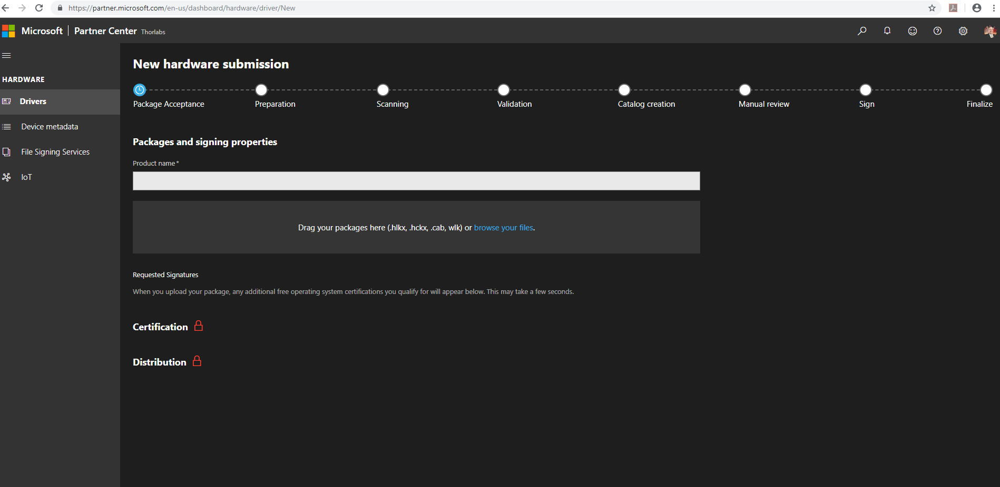 https://partner.microsoft.com/en-us/dashboard/hardware/driver/New
Microsoft | Partner Center Thorlabs
HARDWARE
Drivers
Device metadata
File Signing Services
IoT
New hardware submission
Package Acceptance Preparation Scanning Validation Catalog creation Manual review Sign Finalize
Packages and signing properties
Product name*
Drag your packages here (.hlkx, .hckx, .cab, wlk) or browse your files.
Requested Signatures
When you upload your package, any additional free operating system certifications you qualify for will appear below. This may take a few seconds.
Certification
Distribution